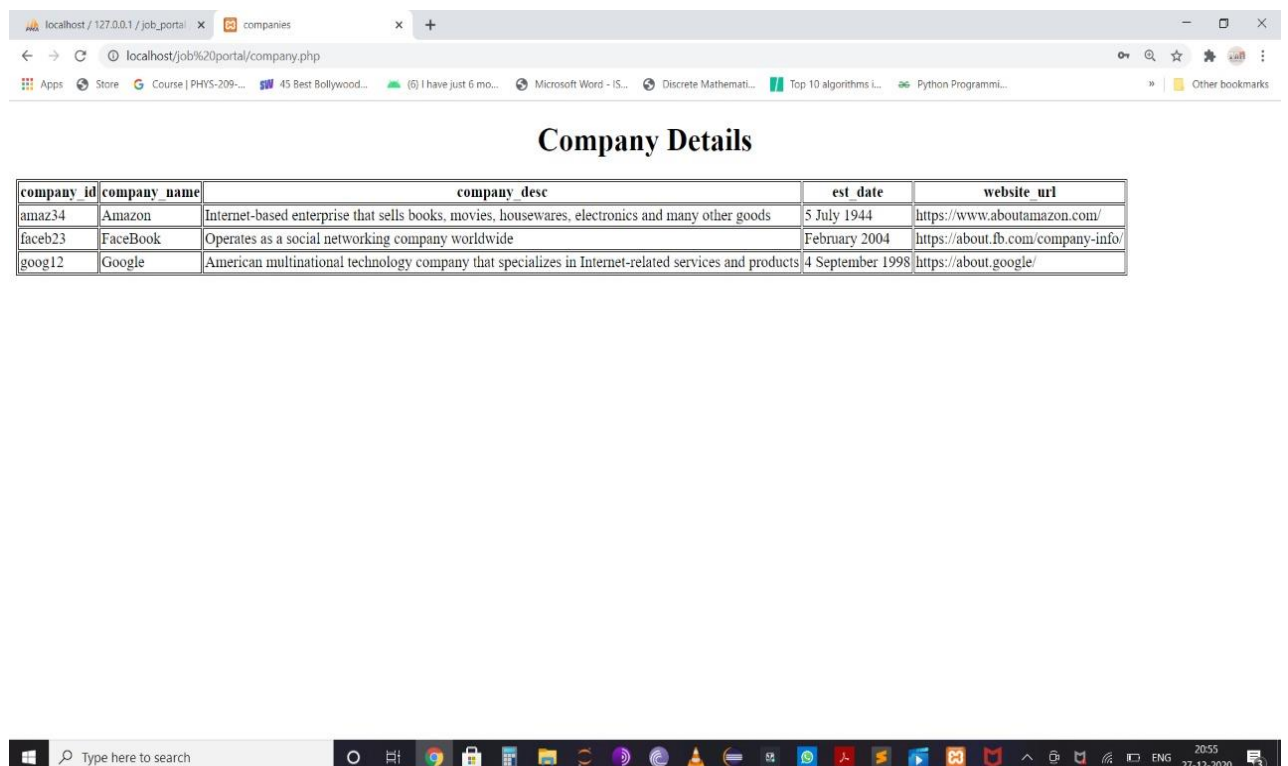 localhost / 127.0.0.1 / job_portal
companies
localhost/job%20portal/company.php
Apps Store Course | PHYS-209-... 45 Best Bollywood... (6) I have just 6 mo... Microsoft Word - IS... Discrete Mathemati... Top 10 algorithms i... Python Programmi... » Other bookmarks
Company Details
company_id company_name company_desc est_date website_url
amaz34 Amazon Internet-based enterprise that sells books, movies, housewares, electronics and many other goods 5 July 1944 https://www.aboutamazon.com/
faceb23 FaceBook Operates as a social networking company worldwide February 2004 https://about.fb.com/company-info/
goog12 Google American multinational technology company that specializes in Internet-related services and products 4 September 1998 https://about.google/
Type here to search
ENG
20:55
27-12-2020